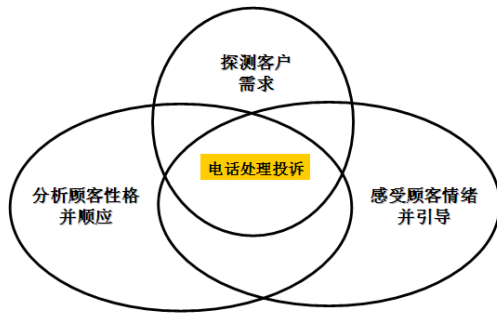 探测客户
需求
电话处理投诉
分析顾客性格
并顺应
感受顾客情绪
并引导